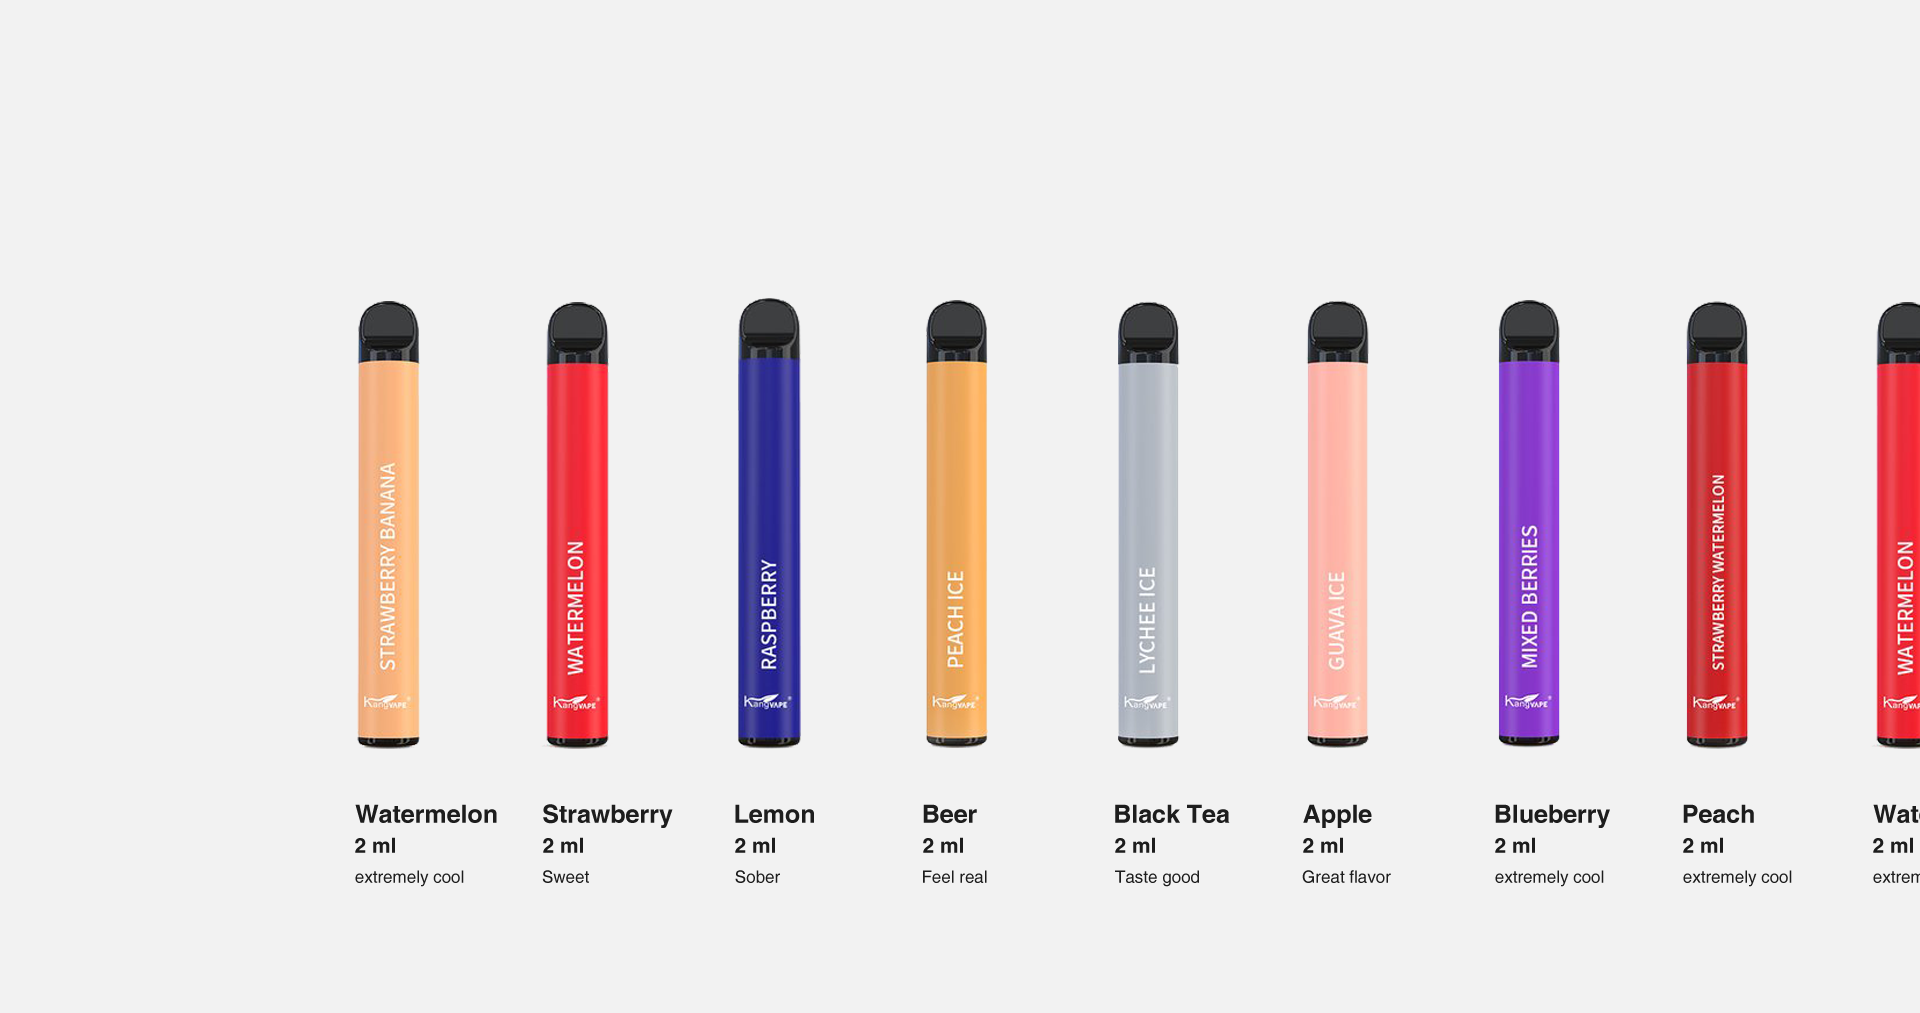 STRAWBERRY BANANA
KangVAPE®
WATERMELON
KangVAPE®
RASPBERRY
KangVAPE®
PEACH ICE
KangVAPE®
LYCHEE ICE
KangVAPE®
GUAVA ICE
KangVAPE®
MIXED BERRIES
KangVAPE®
STRAWBERRY WATERMELON
KangVAPE®
WATERMELON
Watermelon
2 ml
extremely cool
Strawberry
2 ml
Sweet
Lemon
2 ml
Sober
Beer
2 ml
Feel real
Black Tea
2 ml
Taste good
Apple
2 ml
Great flavor
Blueberry
2 ml
extremely cool
Peach
2 ml
extremely cool
2 ml